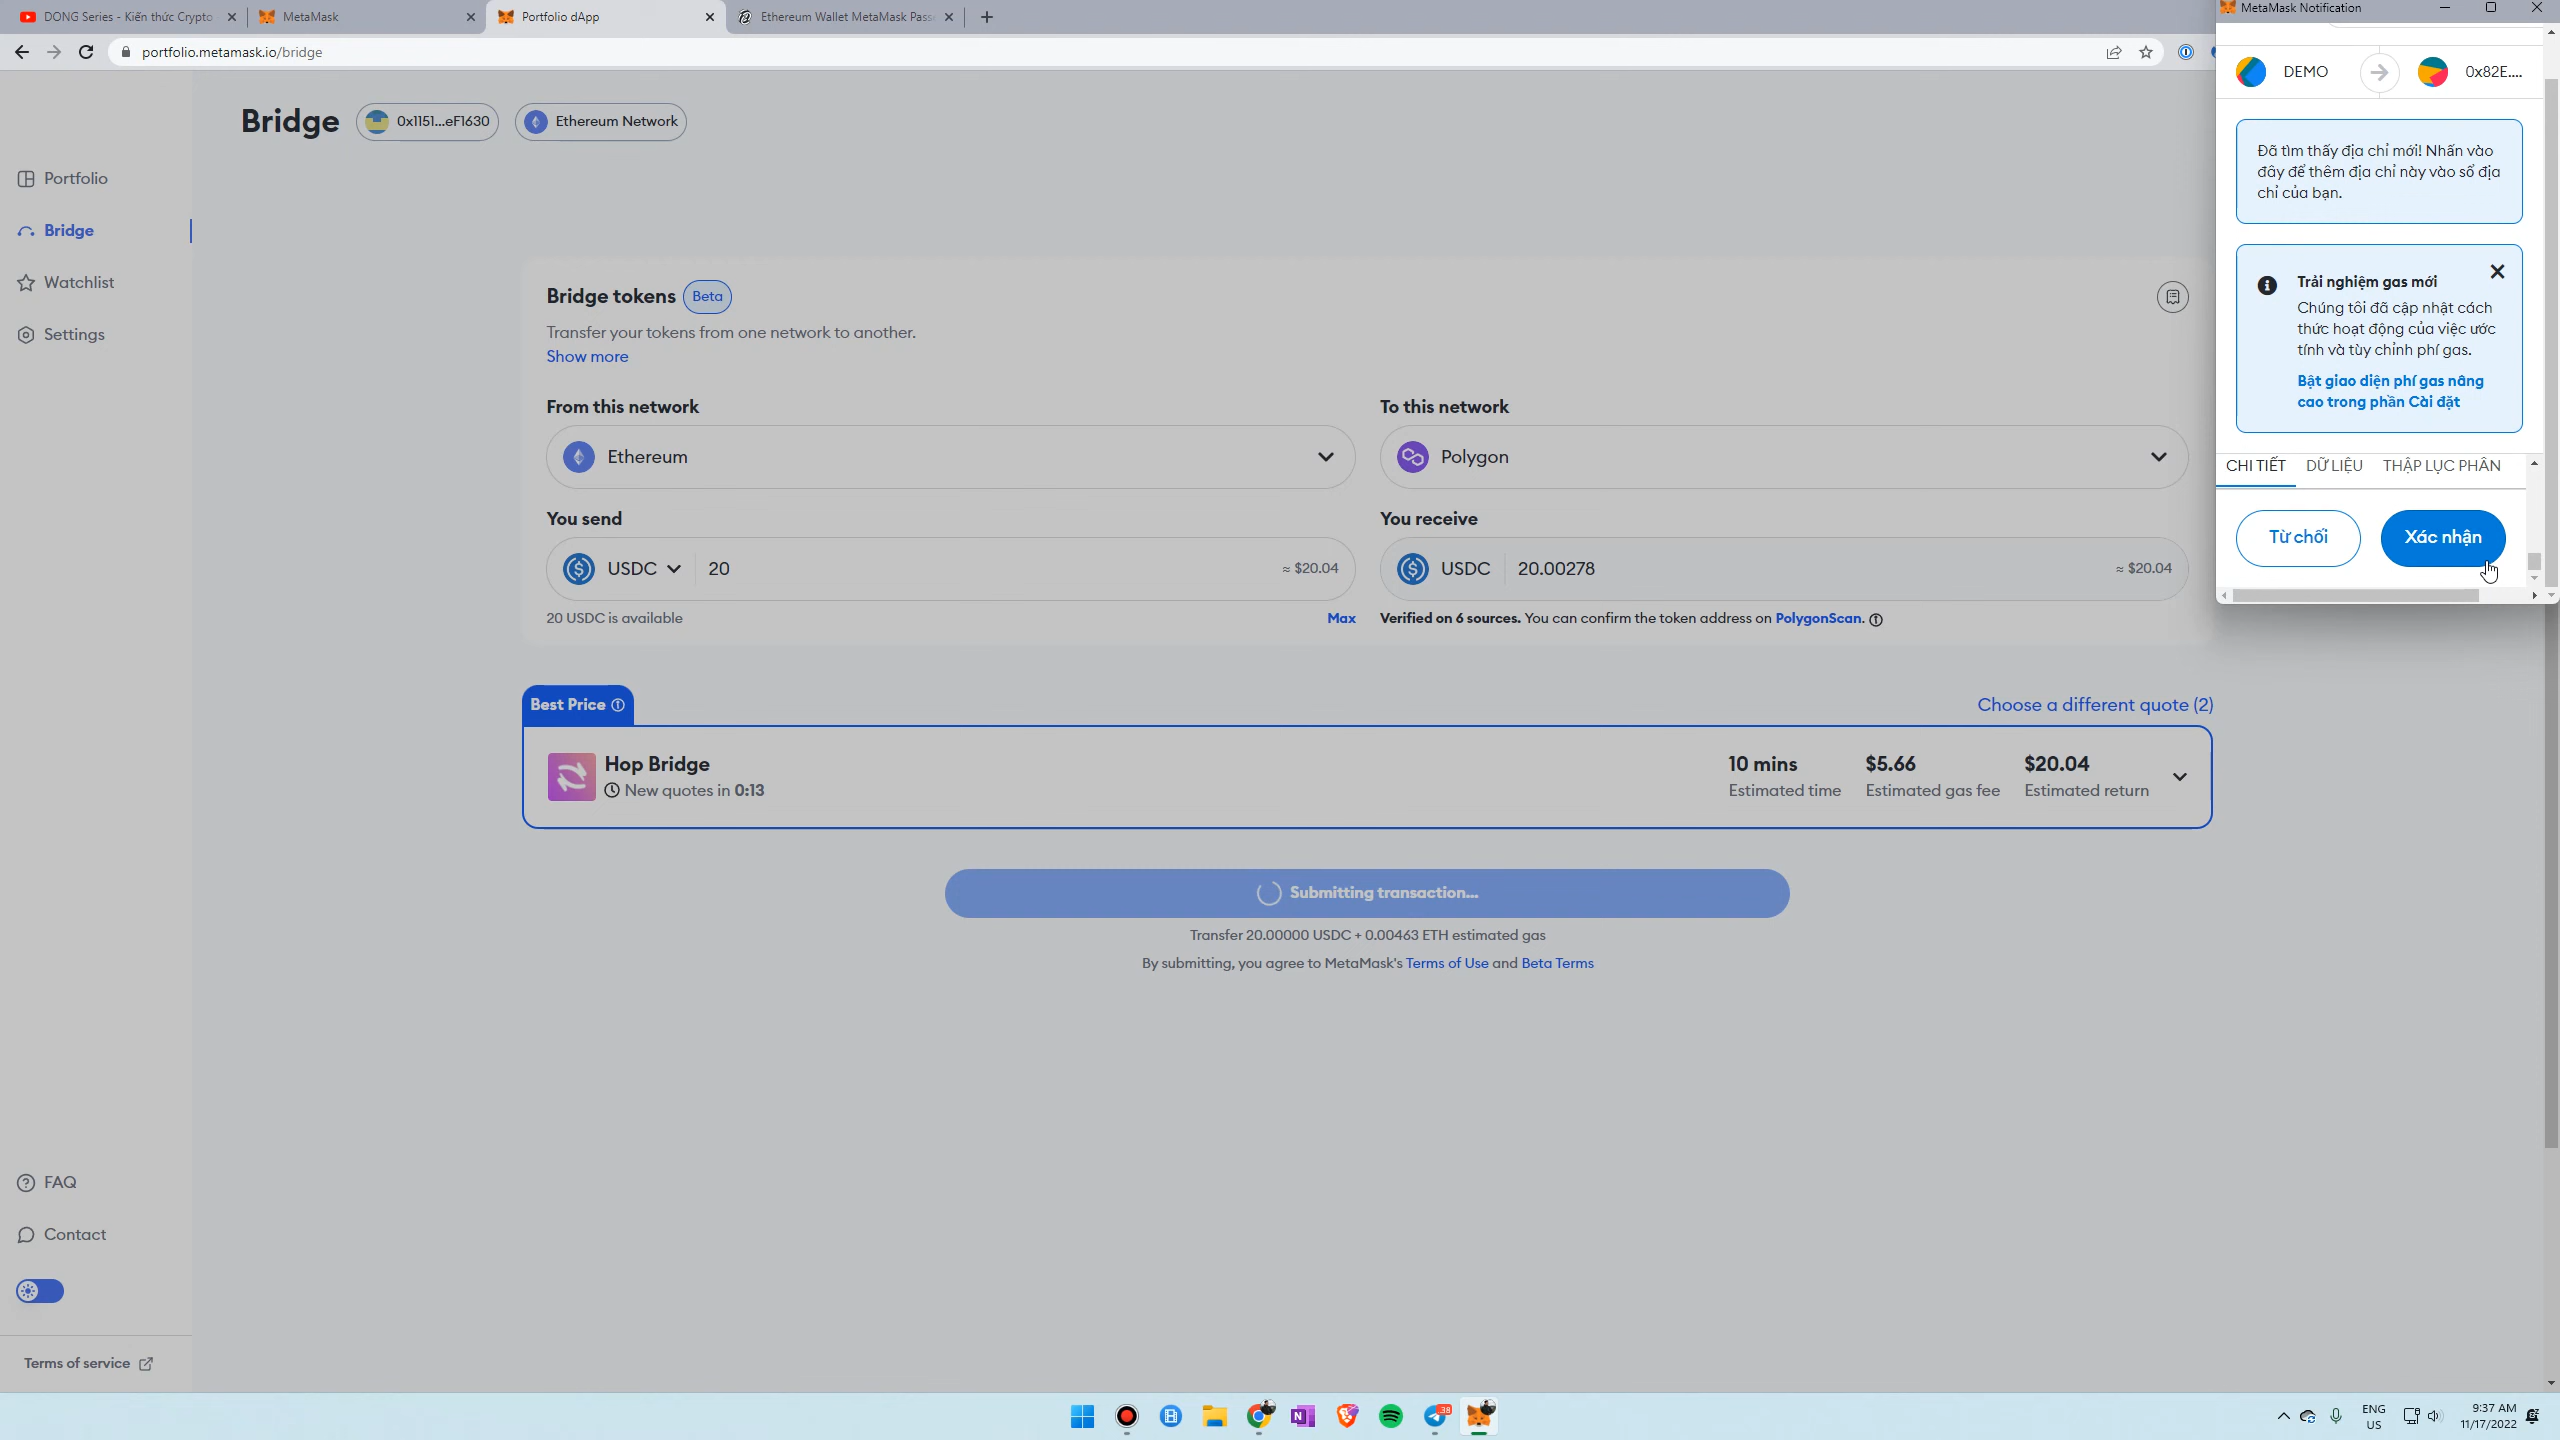 DONG Series - Kiến thức Crypto
MetaMask
Portfolio dApp
Ethereum Wallet MetaMask Pass
portfolio.metamask.io/bridge
Bridge
0x1151...eF1630
Ethereum Network
Portfolio
Bridge
Watchlist
Settings
Bridge tokens
Beta
Transfer your tokens from one network to another.
Show more
From this network
To this network
Ethereum
Polygon
You send
You receive
USDC
20
≈ $20.04
USDC
20.00278
≈ $20.04
20 USDC is available
Max
Verified on 6 sources. You can confirm the token address on PolygonScan.
Best Price
Choose a different quote (2)
Hop Bridge
New quotes in 0:13
10 mins
Estimated time
$5.66
Estimated gas fee
$20.04
Estimated return
Submitting transaction...
Transfer 20.00000 USDC + 0.00463 ETH estimated gas
By submitting, you agree to MetaMask's Terms of Use and Beta Terms
FAQ
Contact
Terms of service
MetaMask Notification
DEMO
0x82E....
Đã tìm thấy địa chỉ mới! Nhấn vào
đây để thêm địa chỉ này vào sổ địa
chỉ của bạn.
Trải nghiệm gas mới
Chúng tôi đã cập nhật cách
thức hoạt động của việc ước
tính và tùy chỉnh phí gas.
Bật giao diện phí gas nâng
cao trong phần Cài đặt
CHI TIẾT
DỮ LIỆU
THẬP LỤC PHÂN
Từ chối
Xác nhận
38
ENG
US
9:37 AM
11/17/2022